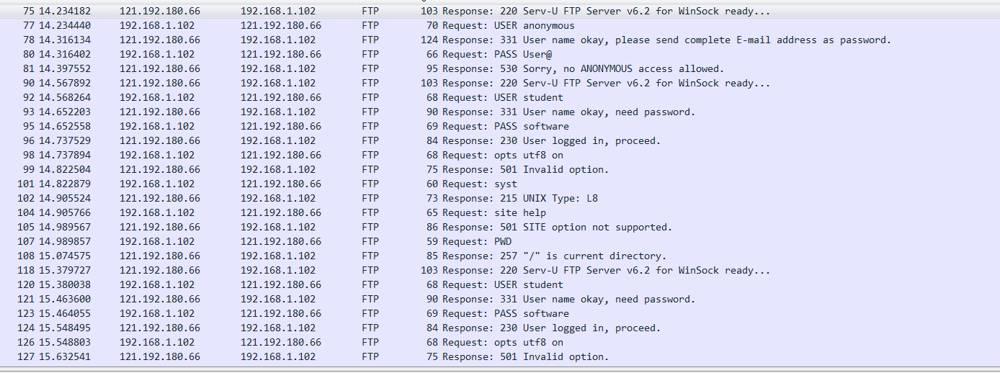 75 14.234182 121.192.180.66 192.168.1.102 FTP 103 Response: 220 Serv-U FTP Server v6.2 for WinSock ready...
77 14.234440 192.168.1.102 121.192.180.66 FTP 70 Request: USER anonymous
78 14.316134 121.192.180.66 192.168.1.102 FTP 124 Response: 331 User name okay, please send complete E-mail address as password.
80 14.316402 192.168.1.102 121.192.180.66 FTP 66 Request: PASS User@
81 14.397552 121.192.180.66 192.168.1.102 FTP 95 Response: 530 Sorry, no ANONYMOUS access allowed.
90 14.567892 121.192.180.66 192.168.1.102 FTP 103 Response: 220 Serv-U FTP Server v6.2 for WinSock ready...
92 14.568264 192.168.1.102 121.192.180.66 FTP 68 Request: USER student
93 14.652203 121.192.180.66 192.168.1.102 FTP 90 Response: 331 User name okay, need password.
95 14.652558 192.168.1.102 121.192.180.66 FTP 69 Request: PASS software
96 14.737529 121.192.180.66 192.168.1.102 FTP 84 Response: 230 User logged in, proceed.
98 14.737894 192.168.1.102 121.192.180.66 FTP 68 Request: opts utf8 on
99 14.822504 121.192.180.66 192.168.1.102 FTP 75 Response: 501 Invalid option.
101 14.822879 192.168.1.102 121.192.180.66 FTP 60 Request: syst
102 14.905524 121.192.180.66 192.168.1.102 FTP 73 Response: 215 UNIX Type: L8
104 14.905766 192.168.1.102 121.192.180.66 FTP 65 Request: site help
105 14.989567 121.192.180.66 192.168.1.102 FTP 86 Response: 501 SITE option not supported.
107 14.989857 192.168.1.102 121.192.180.66 FTP 59 Request: PWD
108 15.074575 121.192.180.66 192.168.1.102 FTP 85 Response: 257 "/" is current directory.
118 15.379727 121.192.180.66 192.168.1.102 FTP 103 Response: 220 Serv-U FTP Server v6.2 for WinSock ready...
120 15.380038 192.168.1.102 121.192.180.66 FTP 68 Request: USER student
121 15.463600 121.192.180.66 192.168.1.102 FTP 90 Response: 331 User name okay, need password.
123 15.464055 192.168.1.102 121.192.180.66 FTP 69 Request: PASS software
124 15.548495 121.192.180.66 192.168.1.102 FTP 84 Response: 230 User logged in, proceed.
126 15.548803 192.168.1.102 121.192.180.66 FTP 68 Request: opts utf8 on
127 15.632541 121.192.180.66 192.168.1.102 FTP 75 Response: 501 Invalid option.